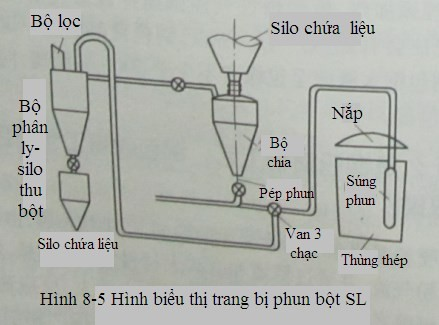 Bộ lọc
Silo chứa liệu
Bộ
phân
ly-
silo
thu
bột
Nắp
Bộ
chia
Pép phun
Súng
phun
Silo chứa liệu
Van 3
chạc
Thùng thép
Hình 8-5 Hình biểu thị trang bị phun bột SL